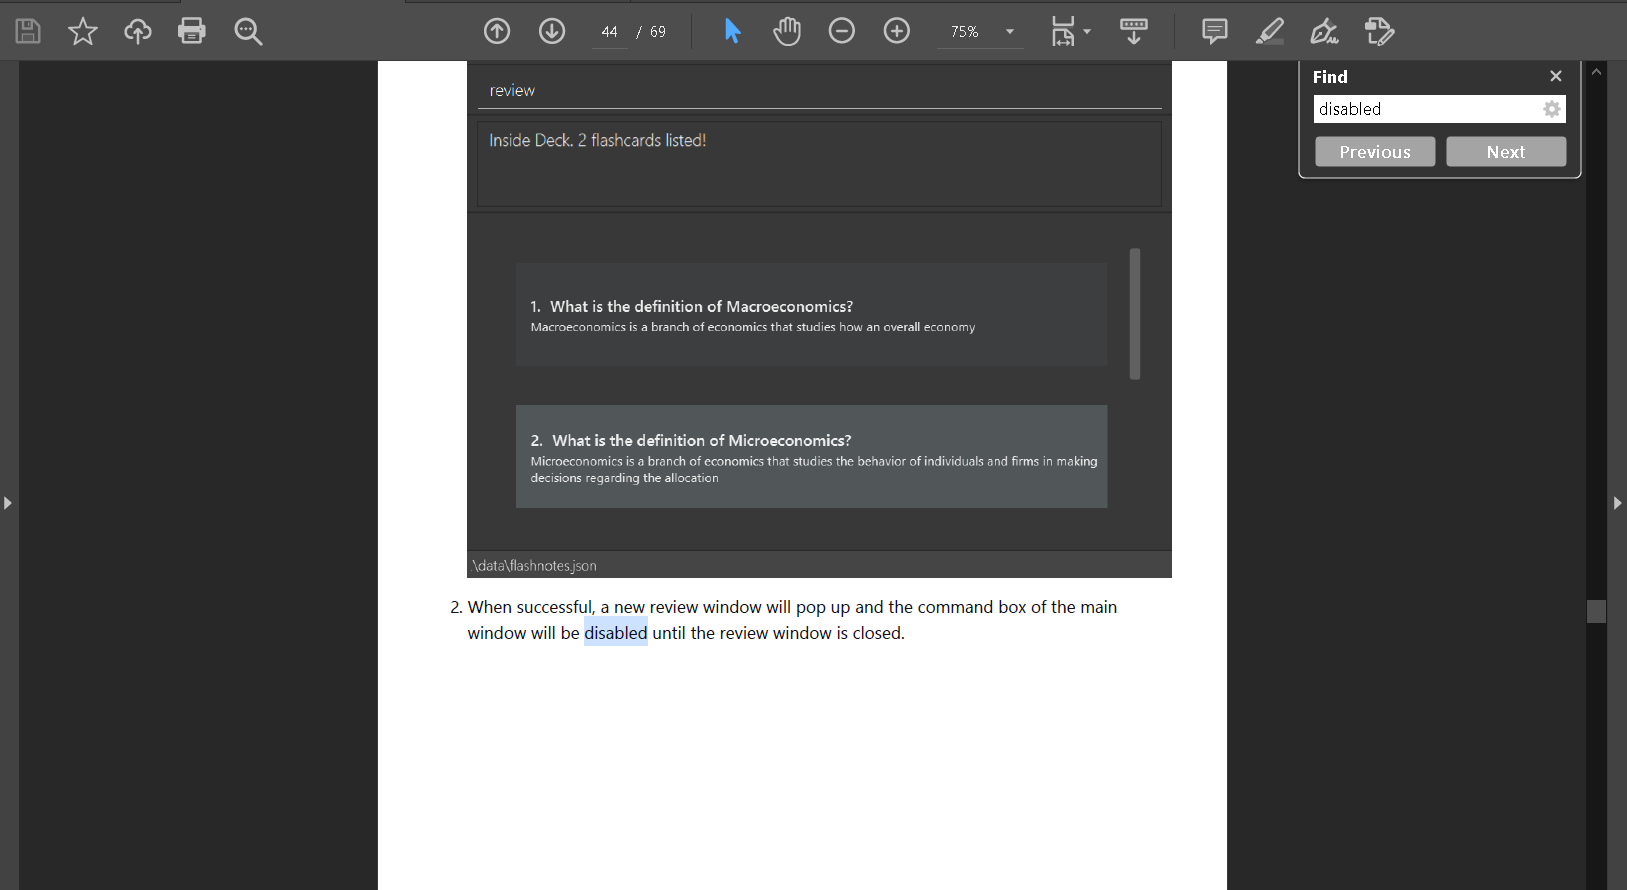 44 / 69
75%
Find
disabled
Previous
Next
review
Inside Deck. 2 flashcards listed!
1. What is the definition of Macroeconomics?
Macroeconomics is a branch of economics that studies how an overall economy
2. What is the definition of Microeconomics?
Microeconomics is a branch of economics that studies the behavior of individuals and firms in making
decisions regarding the allocation
.\data\flashnotes.json
2. When successful, a new review window will pop up and the command box of the main
window will be disabled until the review window is closed.